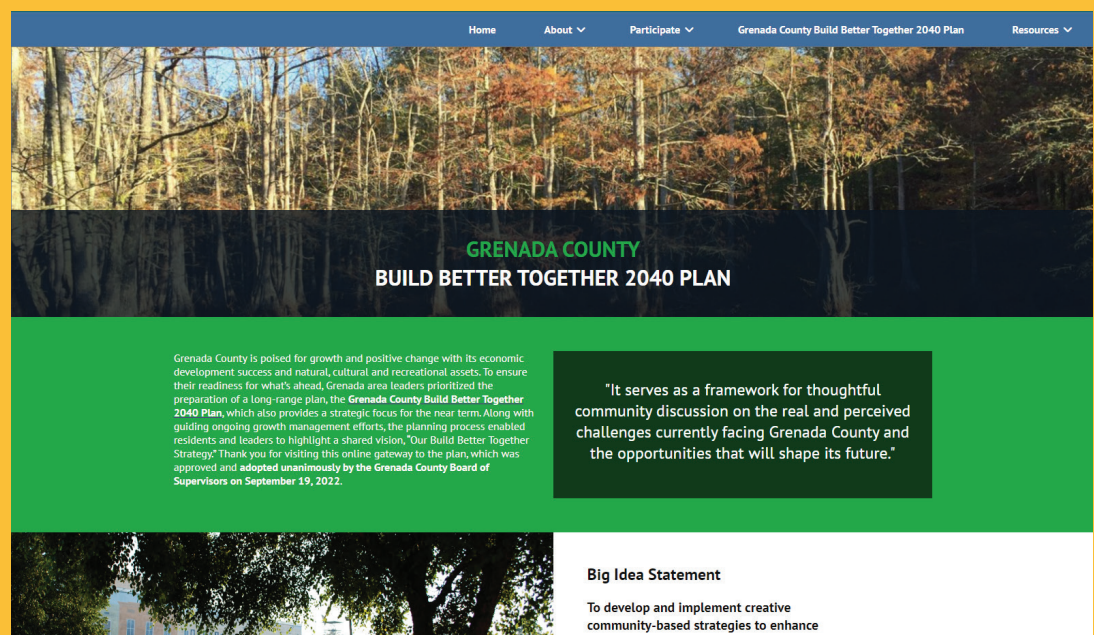 Home About Participate Grenada County Build Better Together 2040 Plan Resources
GRENADA COUNTY
BUILD BETTER TOGETHER 2040 PLAN
Grenada County is poised for growth and positive change with its economic
development success and natural, cultural and recreational assets. To ensure
their readiness for what's ahead, Grenada area leaders prioritized the
preparation of a long-range plan, the Grenada County Build Better Together
2040 Plan, which also provides a strategic focus for the near term. Along with
guiding ongoing growth management efforts, the planning process enabled
residents and leaders to highlight a shared vision, "Our Build Better Together
Strategy." Thank you for visiting this online gateway to the plan, which was
approved and adopted unanimously by the Grenada County Board of
Supervisors on September 19, 2022.
"It serves as a framework for thoughtful
community discussion on the real and perceived
challenges currently facing Grenada County and
the opportunities that will shape its future."
Big Idea Statement
To develop and implement creative
community-based strategies to enhance